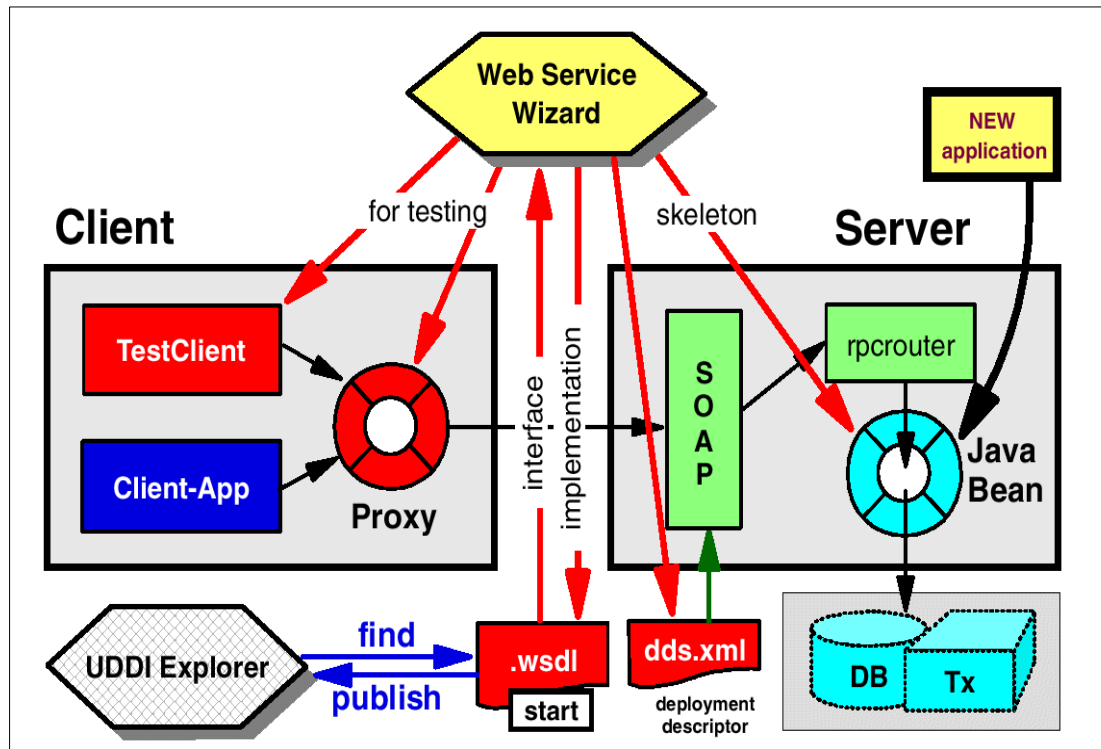 Web Service
Wizard
NEW
application
for testing
skeleton
Client
Server
TestClient
Client-App
Proxy
interface
implementation
S
O
A
P
rpcrouter
Java
Bean
UDDI Explorer
find
publish
.wsdl
start
dds.xml
deployment
descriptor
DB
Tx